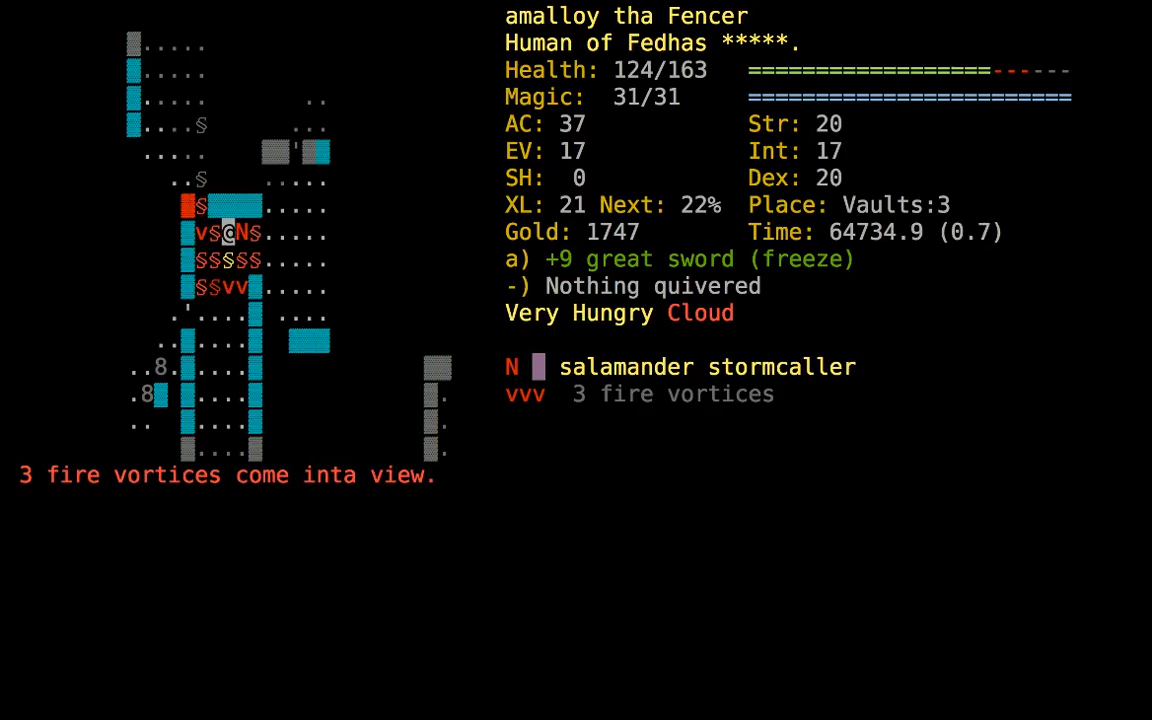 amalloy tha Fencer
Human of Fedhas *****.
Health: 124/163 ========================
Magic: 31/31 ========================
AC: 37 Str: 20
EV: 17 Int: 17
SH: 0 Dex: 20
XL: 21 Next: 22% Place: Vaults:3
Gold: 1747 Time: 64734.9 (0.7)
a) +9 great sword (freeze)
-) Nothing quivered
Very Hungry Cloud
N salamander stormcaller
vvv 3 fire vortices
3 fire vortices come inta view.